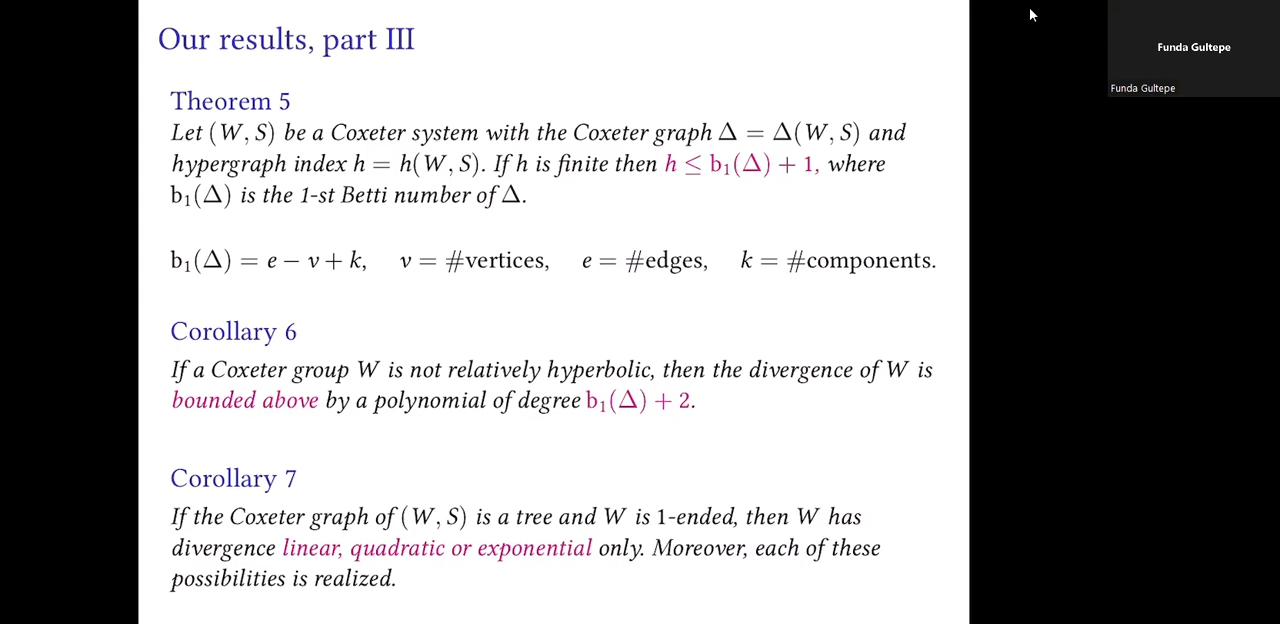 Our results, part III
Theorem 5
Let (W, S) be a Coxeter system with the Coxeter graph Δ = Δ(W, S) and
hypergraph index h = h(W, S). If h is finite then h ≤ b₁(Δ) + 1, where
b₁(Δ) is the 1-st Betti number of Δ.
b₁(Δ) = e − v + k, v = #vertices, e = #edges, k = #components.
Corollary 6
If a Coxeter group W is not relatively hyperbolic, then the divergence of W is
bounded above by a polynomial of degree b₁(Δ) + 2.
Corollary 7
If the Coxeter graph of (W, S) is a tree and W is 1-ended, then W has
divergence linear, quadratic or exponential only. Moreover, each of these
possibilities is realized.
Funda Gultepe
Funda Gultepe